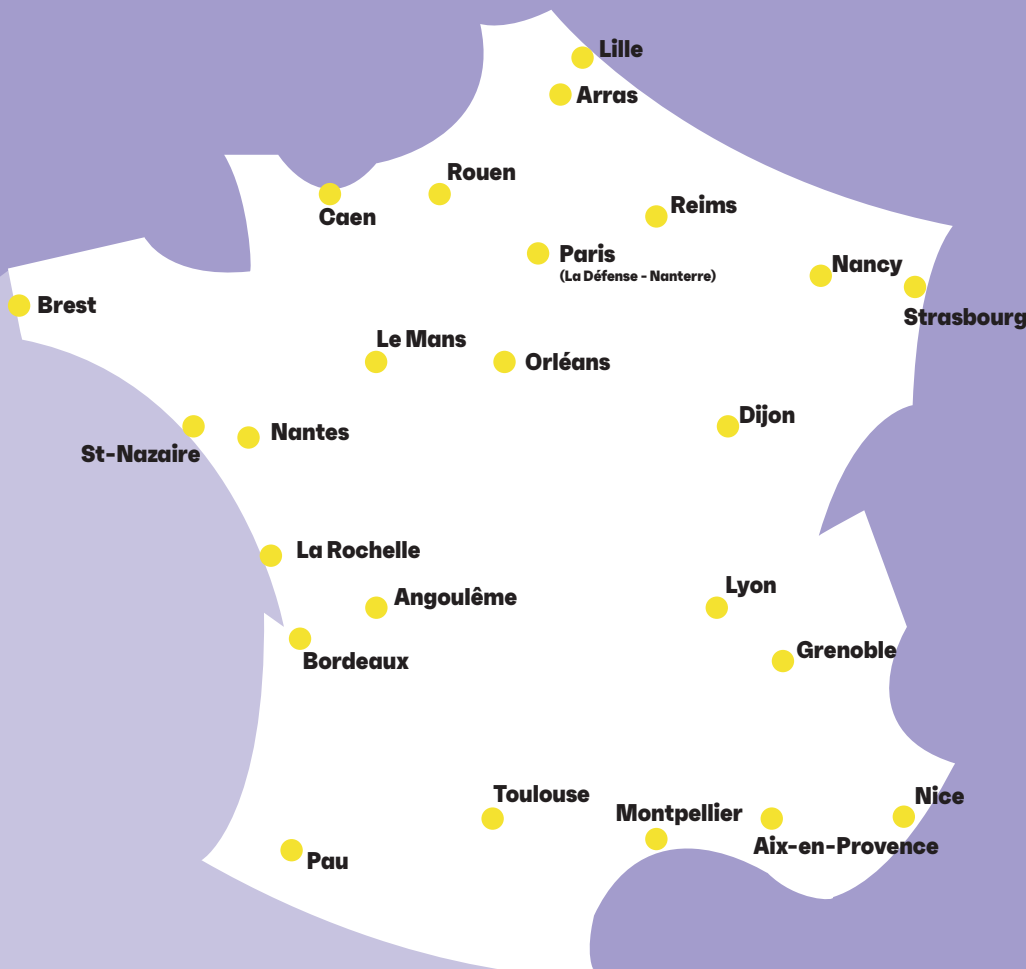 Lille
Arras
Rouen
Reims
Caen
Paris
(La Défense - Nanterre)
Nancy
Brest
Strasbourg
Le Mans
Orléans
Dijon
Nantes
St-Nazaire
La Rochelle
Lyon
Angoulême
Grenoble
Bordeaux
Toulouse
Nice
Montpellier
Aix-en-Provence
Pau